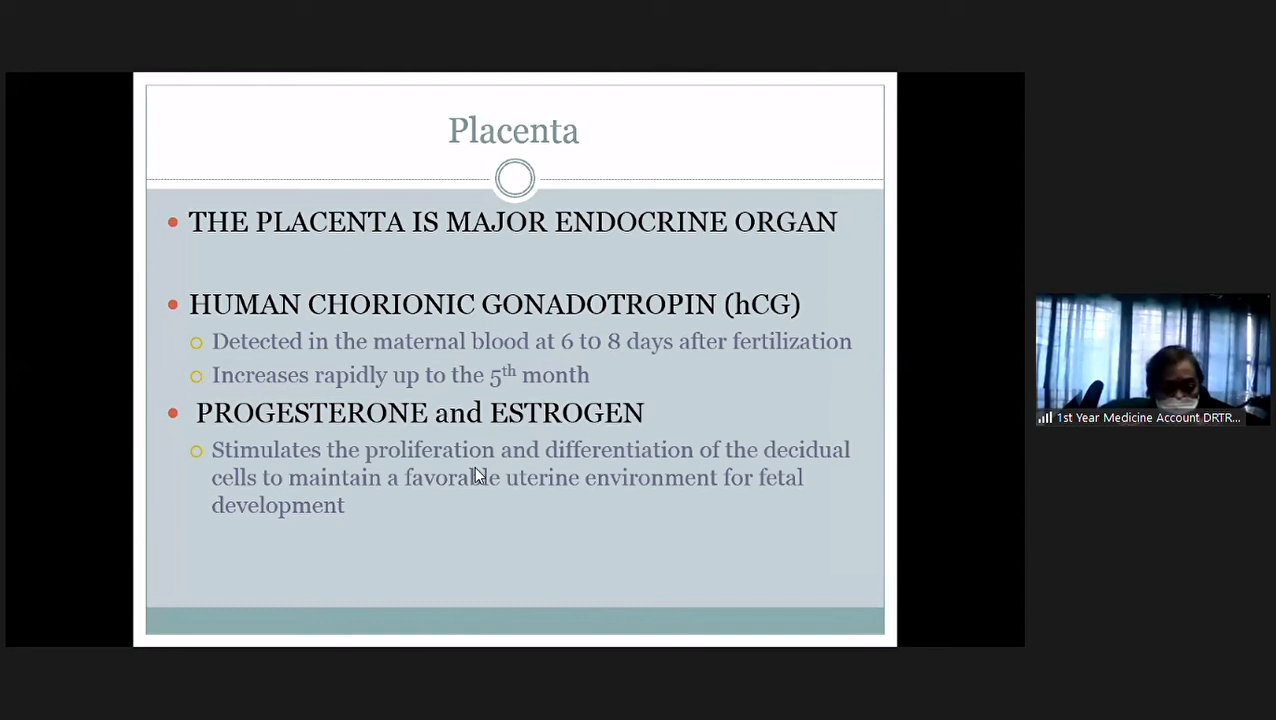 Placenta
THE PLACENTA IS MAJOR ENDOCRINE ORGAN
HUMAN CHORIONIC GONADOTROPIN (hCG)
Detected in the maternal blood at 6 to 8 days after fertilization
Increases rapidly up to the 5th month
PROGESTERONE and ESTROGEN
Stimulates the proliferation and differentiation of the decidual
cells to maintain a favorable uterine environment for fetal
development
1st Year Medicine Account DRTR...